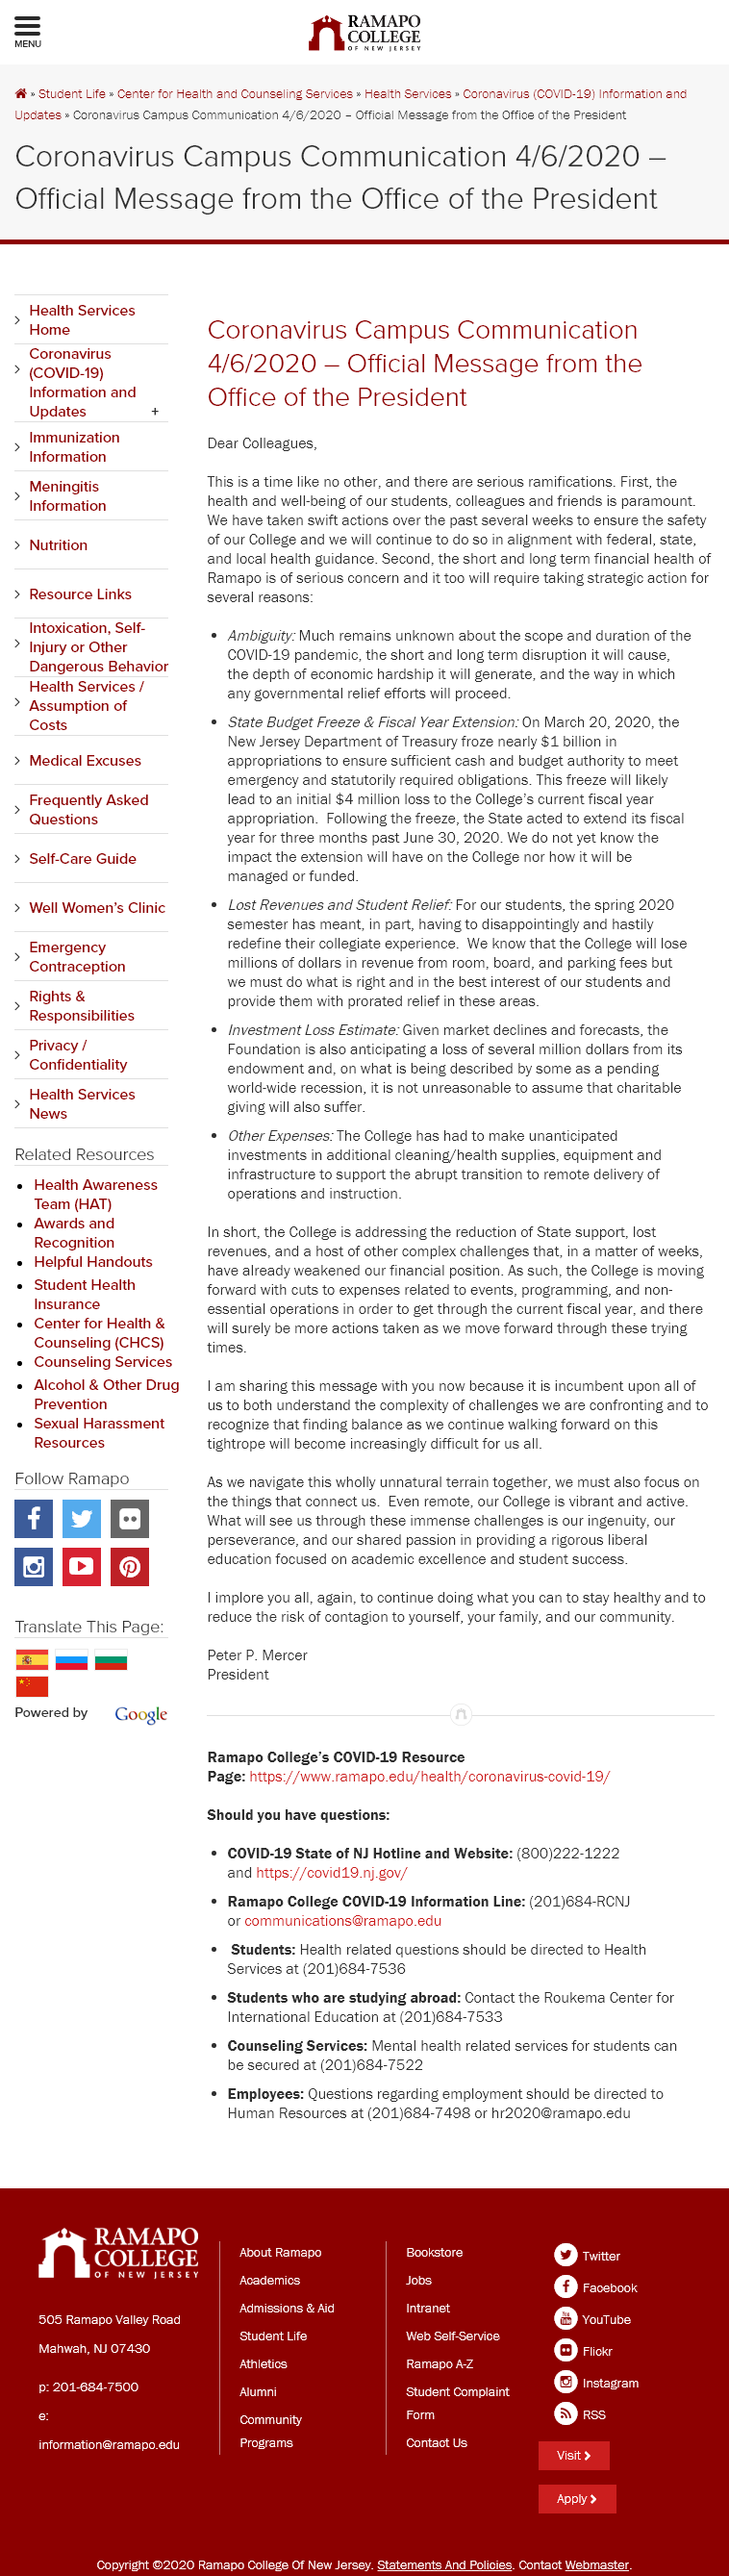 MENU
RAMAPO
COLLEGE
OF NEW JERSEY
» Student Life » Center for Health and Counseling Services » Health Services » Coronavirus (COVID-19) Information and
Updates » Coronavirus Campus Communication 4/6/2020 – Official Message from the Office of the President
Coronavirus Campus Communication 4/6/2020 –
Official Message from the Office of the President
Health Services
Home
Coronavirus
(COVID-19)
Information and
Updates +
Immunization
Information
Meningitis
Information
Nutrition
Resource Links
Intoxication, Self-
Injury or Other
Dangerous Behavior
Health Services /
Assumption of
Costs
Medical Excuses
Frequently Asked
Questions
Self-Care Guide
Well Women's Clinic
Emergency
Contraception
Rights &
Responsibilities
Privacy /
Confidentiality
Health Services
News
Related Resources
• Health Awareness
Team (HAT)
• Awards and
Recognition
• Helpful Handouts
• Student Health
Insurance
• Center for Health &
Counseling (CHCS)
• Counseling Services
• Alcohol & Other Drug
Prevention
• Sexual Harassment
Resources
Follow Ramapo
Translate This Page:
Powered by Google
Coronavirus Campus Communication
4/6/2020 – Official Message from the
Office of the President
Dear Colleagues,
This is a time like no other, and there are serious ramifications. First, the
health and well-being of our students, colleagues and friends is paramount.
We have taken swift actions over the past several weeks to ensure the safety
of our College and we will continue to do so in alignment with federal, state,
and local health guidance. Second, the short and long term financial health of
Ramapo is of serious concern and it too will require taking strategic action for
several reasons:
• Ambiguity: Much remains unknown about the scope and duration of the
COVID-19 pandemic, the short and long term disruption it will cause,
the depth of economic hardship it will generate, and the way in which
any governmental relief efforts will proceed.
• State Budget Freeze & Fiscal Year Extension: On March 20, 2020, the
New Jersey Department of Treasury froze nearly $1 billion in
appropriations to ensure sufficient cash and budget authority to meet
emergency and statutorily required obligations. This freeze will likely
lead to an initial $4 million loss to the College's current fiscal year
appropriation. Following the freeze, the State acted to extend its fiscal
year for three months past June 30, 2020. We do not yet know the
impact the extension will have on the College nor how it will be
managed or funded.
• Lost Revenues and Student Relief: For our students, the spring 2020
semester has meant, in part, having to disappointingly and hastily
redefine their collegiate experience. We know that the College will lose
millions of dollars in revenue from room, board, and parking fees but
we must do what is right and in the best interest of our students and
provide them with prorated relief in these areas.
• Investment Loss Estimate: Given market declines and forecasts, the
Foundation is also anticipating a loss of several million dollars from its
endowment and, on what is being described by some as a pending
world-wide recession, it is not unreasonable to assume that charitable
giving will also suffer.
• Other Expenses: The College has had to make unanticipated
investments in additional cleaning/health supplies, equipment and
infrastructure to support the abrupt transition to remote delivery of
operations and instruction.
In short, the College is addressing the reduction of State support, lost
revenues, and a host of other complex challenges that, in a matter of weeks,
have already weakened our financial position. As such, the College is moving
forward with cuts to expenses related to events, programming, and non-
essential operations in order to get through the current fiscal year, and there
will surely be more actions taken as we move forward through these trying
times.
I am sharing this message with you now because it is incumbent upon all of
us to both understand the complexity of the challenges we are confronting and to
recognize that finding balance as we continue walking forward on this
tightrope will become increasingly difficult for us all.
As we navigate this wholly unnatural terrain together, we must also focus on
the things that connect us. Even remote, our College is vibrant and active.
What will see us through these immense challenges is our ingenuity, our
perseverance, and our shared passion in providing a rigorous liberal
education focused on academic excellence and student success.
I implore you all, again, to continue doing what you can to stay healthy and to
reduce the risk of contagion to yourself, your family, and our community.
Peter P. Mercer
President
Ramapo College's COVID-19 Resource
Page: https://www.ramapo.edu/health/coronavirus-covid-19/
Should you have questions:
• COVID-19 State of NJ Hotline and Website: (800)222-1222
and https://covid19.nj.gov/
• Ramapo College COVID-19 Information Line: (201)684-RCNJ
or communications@ramapo.edu
• Students: Health related questions should be directed to Health
Services at (201)684-7536
• Students who are studying abroad: Contact the Roukema Center for
International Education at (201)684-7533
• Counseling Services: Mental health related services for students can
be secured at (201)684-7522
• Employees: Questions regarding employment should be directed to
Human Resources at (201)684-7498 or hr2020@ramapo.edu
RAMAPO
COLLEGE
OF NEW JERSEY
505 Ramapo Valley Road
Mahwah, NJ 07430
p: 201-684-7500
e:
information@ramapo.edu
About Ramapo
Academics
Admissions & Aid
Student Life
Athletics
Alumni
Community
Programs
Bookstore
Jobs
Intranet
Web Self-Service
Ramapo A-Z
Student Complaint
Form
Contact Us
Twitter
Facebook
YouTube
Flickr
Instagram
RSS
Visit
Apply
Copyright ©2020 Ramapo College Of New Jersey. Statements And Policies. Contact Webmaster.